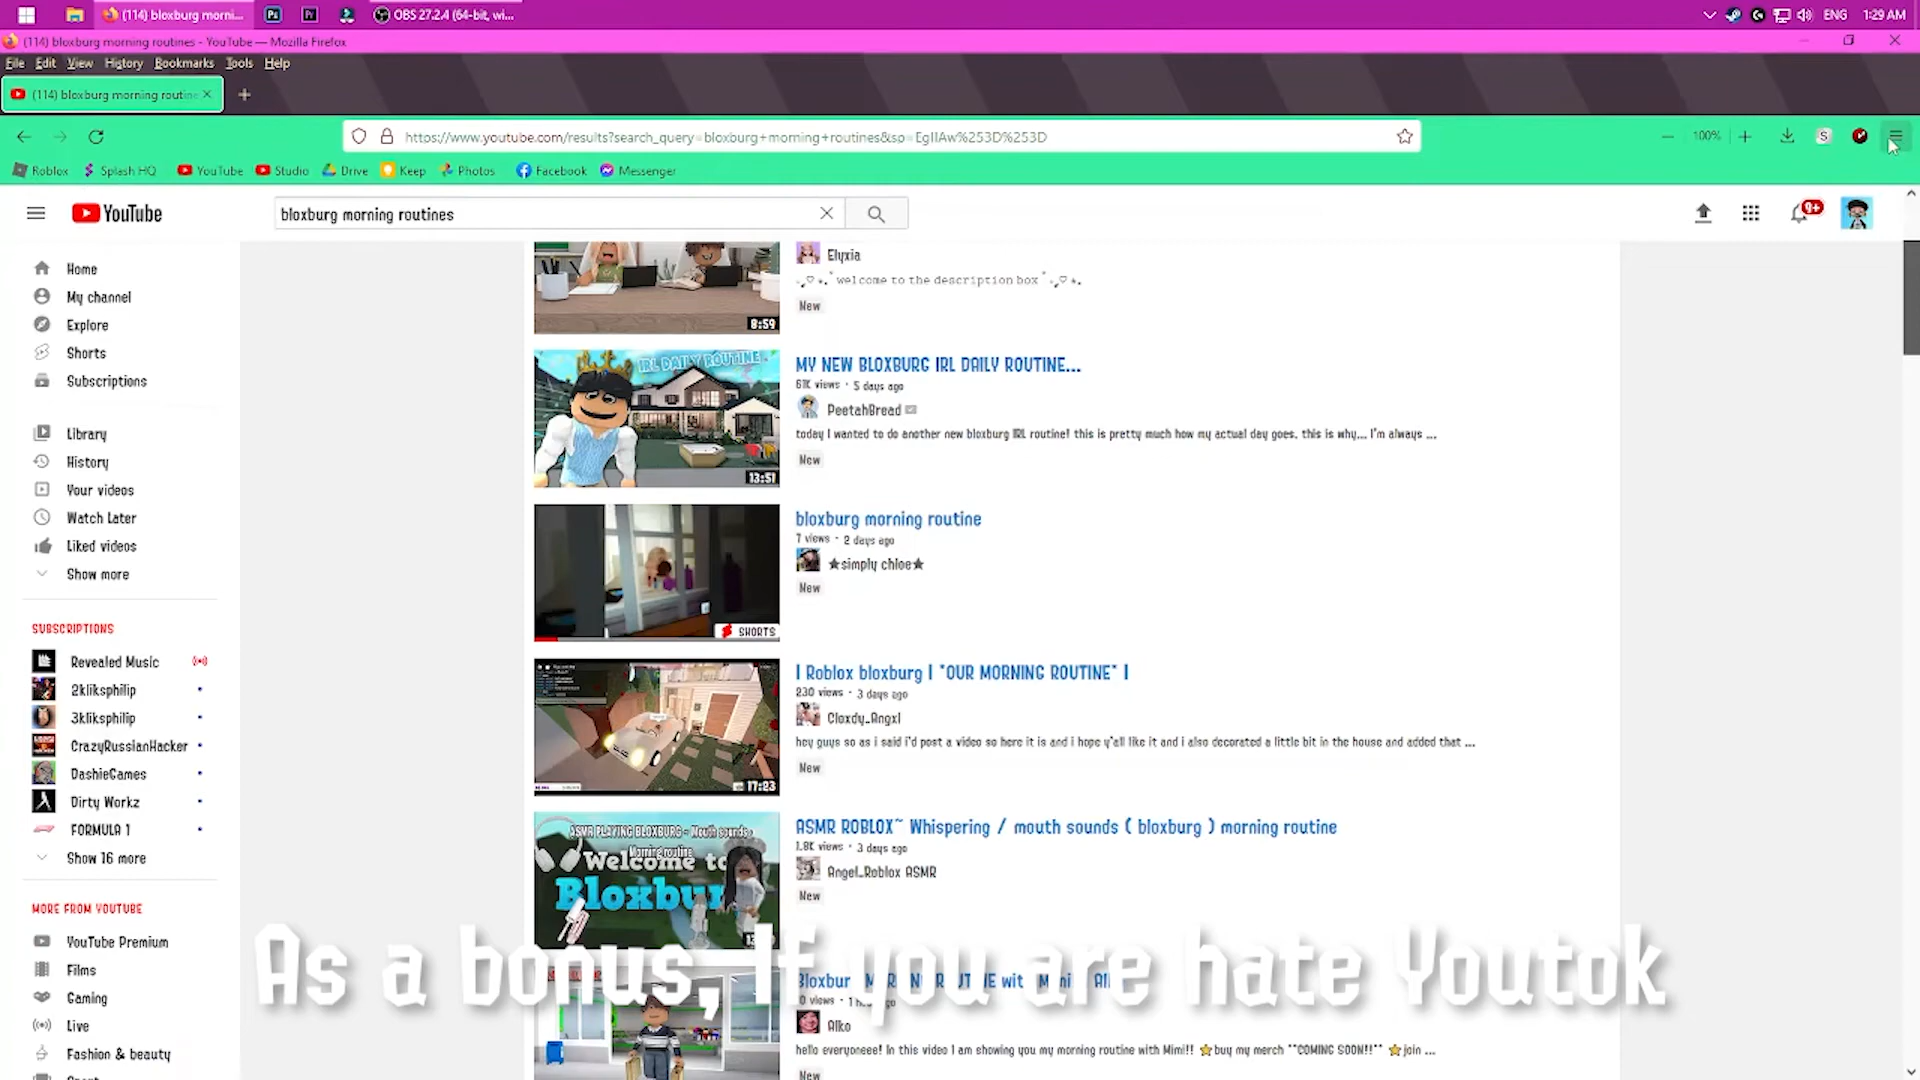 (114) bloxburg morni...
OBS 27.2.4 (64-bit, wi...
ENG
1:29 AM
(114) bloxburg morning routines - YouTube — Mozilla Firefox
File Edit View History Bookmarks Tools Help
(114) bloxburg morning routine
https://www.youtube.com/results?search_query=bloxburg+morning+routines&sp=EgIIAw%253D%253D
100%
Roblox Splash HQ YouTube Studio Drive Keep Photos Facebook Messenger
YouTube
bloxburg morning routines
9+
Home
My channel
Explore
Shorts
Subscriptions
Library
History
Your videos
Watch Later
Liked videos
Show more
SUBSCRIPTIONS
Revealed Music
2kliksphilip
3kliksphilip
CrazyRussianHacker
DashieGames
Dirty Workz
FORMULA 1
Show 16 more
MORE FROM YOUTUBE
YouTube Premium
Films
Gaming
Live
Fashion & beauty
8:59
Elyxia
welcome to the description box
New
IRL DAILY ROUTINE
13:51
MY NEW BLOXBURG IRL DAILY ROUTINE...
61K views · 5 days ago
PeetahBread
today I wanted to do another new bloxburg IRL routine! this is pretty much how my actual day goes. this is why... I'm always ...
New
SHORTS
bloxburg morning routine
7 views · 2 days ago
★simply chloe★
New
17:23
| Roblox bloxburg | "OUR MORNING ROUTINE" |
230 views · 3 days ago
Cloxdy_Angxl
hey guys so as i said i'd post a video so here it is and i hope y'all like it and i also decorated a little bit in the house and added that ...
New
ASMR PLAYING BLOXBURG - Mouth sounds
Morning routine
Welcome to
Bloxbur
ASMR ROBLOX~ Whispering / mouth sounds ( bloxburg ) morning routine
1.8K views · 3 days ago
Angel_Roblox ASMR
New
As a bonus, If you are hate Youtok
Alko
hello everyoneee! In this video I am showing you my morning routine with Mimi!! ⭐buy my merch **COMING SOON!!** ⭐join ...
New